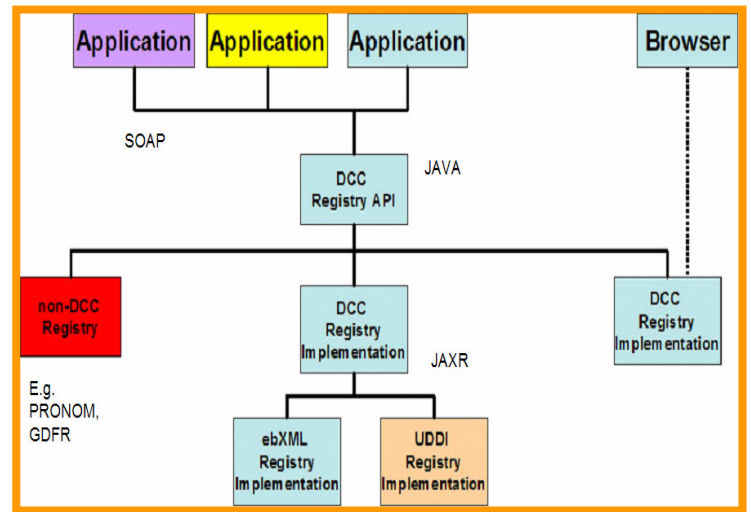 Application
Application
Application
Browser
SOAP
JAVA
DCC
Registry API
non-DCC
Registry
DCC
Registry
Implementation
DCC
Registry
Implementation
JAXR
E.g.
PRONOM,
GDFR
ebXML
Registry
Implementation
UDDI
Registry
Implementation